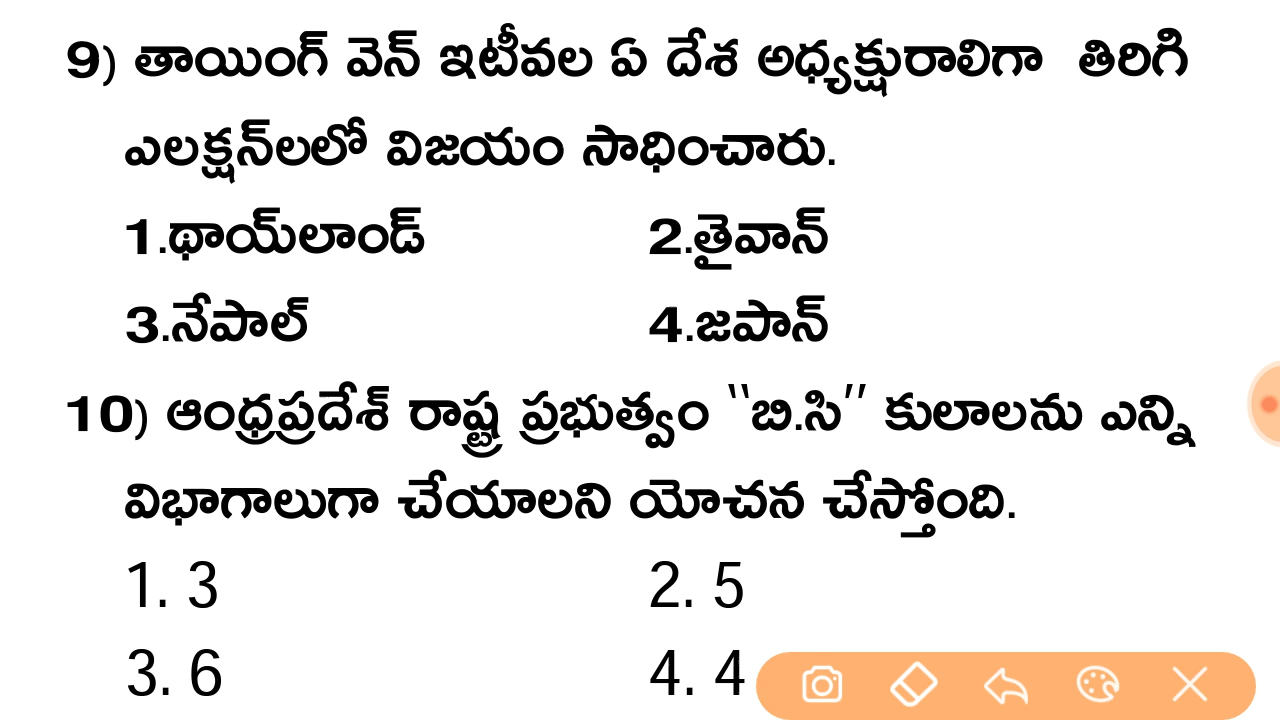 9) తాయింగ్ వెన్ ఇటీవల ఏ దేశ అధ్యక్షురాలిగా తిరిగి
ఎలక్షన్‌లలో విజయం సాధించారు.
1.థాయ్‌లాండ్ 2.తైవాన్
3.నేపాల్ 4.జపాన్
10) ఆంధ్రప్రదేశ్ రాష్ట్ర ప్రభుత్వం "బి.సి" కులాలను ఎన్ని
విభాగాలుగా చేయాలని యోచన చేస్తోంది.
1. 3 2. 5
3. 6 4. 4